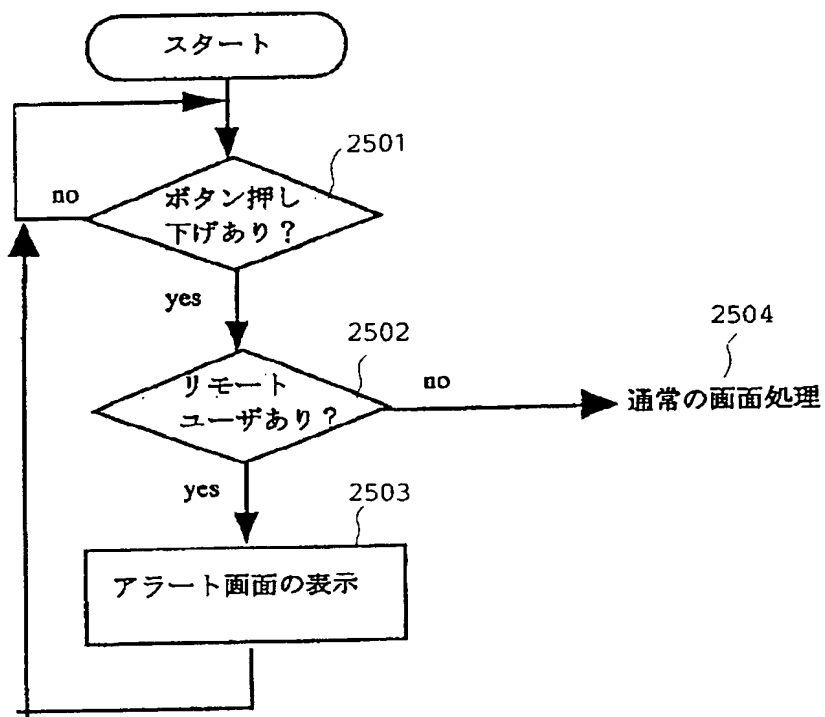 スタート
2501
no
ボタン押し
下げあり？
yes
2502
2504
リモート
ユーザあり？
no
通常の画面処理
yes
2503
アラート画面の表示